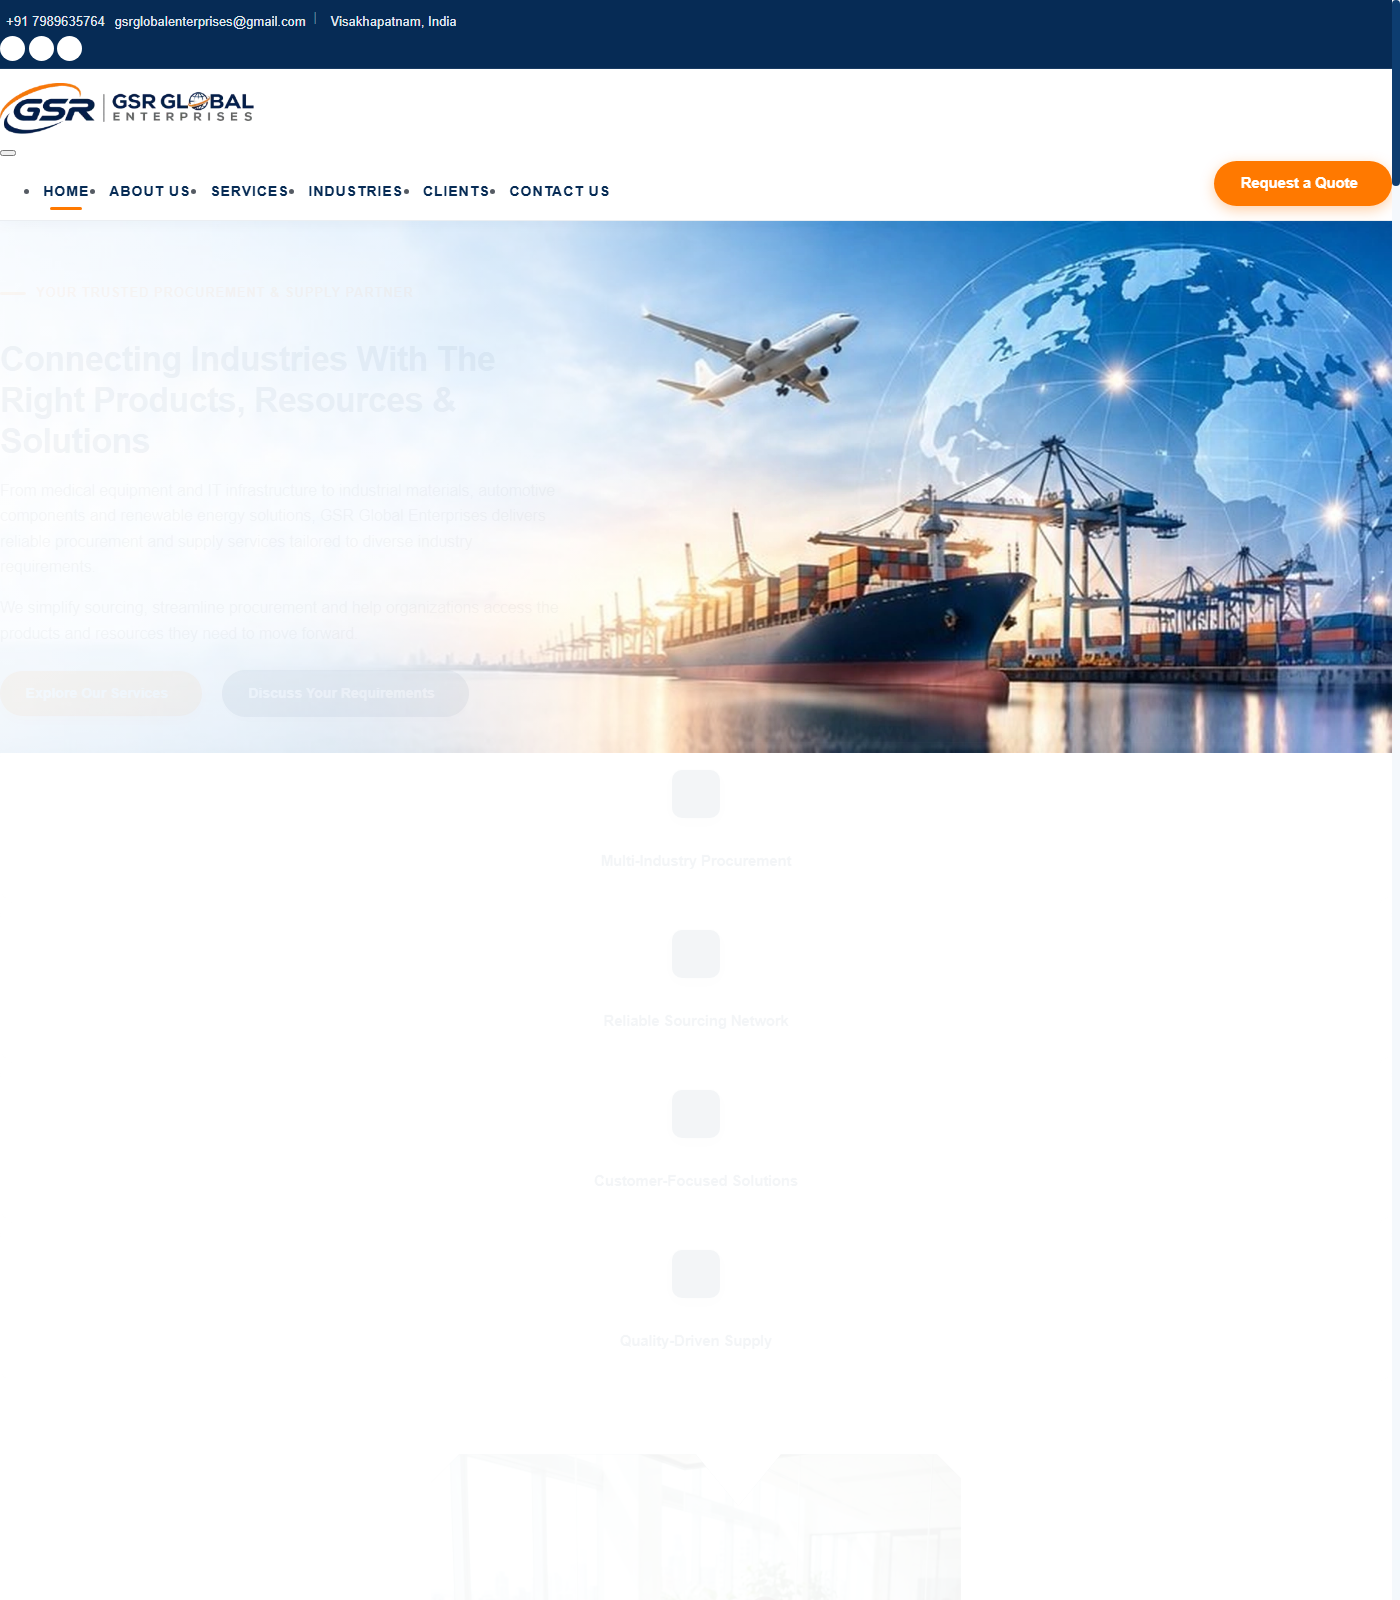 +91 7989635764 gsrglobalenterprises@gmail.com | Visakhapatnam, India
GSR GSR GLOBAL
ENTERPRISES
HOME ABOUT US SERVICES INDUSTRIES CLIENTS CONTACT US
Request a Quote
YOUR TRUSTED PROCUREMENT & SUPPLY PARTNER
Connecting Industries With The
Right Products, Resources &
Solutions
From medical equipment and IT infrastructure to industrial materials, automotive
components and renewable energy solutions, GSR Global Enterprises delivers
reliable procurement and supply services tailored to diverse industry
requirements.
We simplify sourcing, streamline procurement and help organizations access the
products and resources they need to move forward.
Explore Our Services
Discuss Your Requirements
Multi-Industry Procurement
Reliable Sourcing Network
Customer-Focused Solutions
Quality-Driven Supply